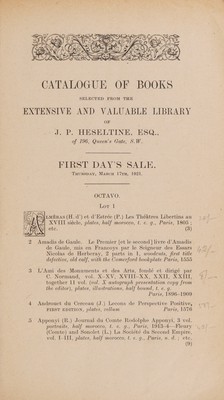 CATALOGUE OF BOOKS
SELECTED FROM THE
EXTENSIVE AND VALUABLE LIBRARY
OF
J. P. HESELTINE, ESQ.,
of 196, Queen's Gate, S.W.
FIRST DAY'S SALE.
THURSDAY, MARCH 17th, 1921.
OCTAVO.
LOT 1
ALMÉRAS (H. d') et d'Estrée (P.) Les Théâtres Libertins au
XVIII siècle, plates, half morocco, t. e. g., Paris, 1905;
etc. (3)
2 Amadis de Gaule. Le Premier [et le second] livre d'Amadis
de Gaule, mis en Francoys par le Seigneur des Essars
Nicolas de Herberay, 2 parts in 1, woodcuts, first title
defective, old calf, with the Comerford bookplate Paris, 1555
3 L'Ami des Monuments et des Arts, fondé et dirigé par
C. Normand, vol. X-XV, XVIII-XX, XXII, XXIII,
together 11 vol. (vol. X autograph presentation copy from
the editor), plates, illustrations, half bound, t. e. g.
Paris, 1896-1909
4 Androuet du Cerceau (J.) Lecons de Perspective Positive,
FIRST EDITION, plates, vellum Paris, 1576
5 Apponyi (R.) Journal du Comte Rodolphe Apponyi, 3 vol.
portraits, half morocco, t. e. g., Paris, 1913-4—Fleury
(Comte) and Sonolet (L.) La Société du Second Empire,
vol. I-III, plates, half morocco, t. e. g., Paris, n. d.; etc.
(9)